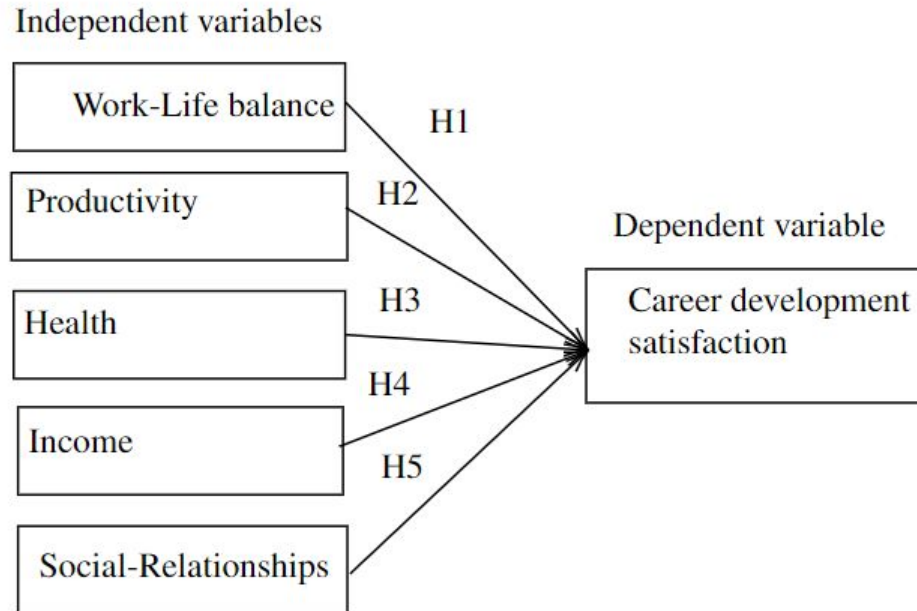 Independent variables
Work-Life balance
H1
Productivity
H2
Dependent variable
Career development
satisfaction
Health
H3
H4
Income
H5
Social-Relationships